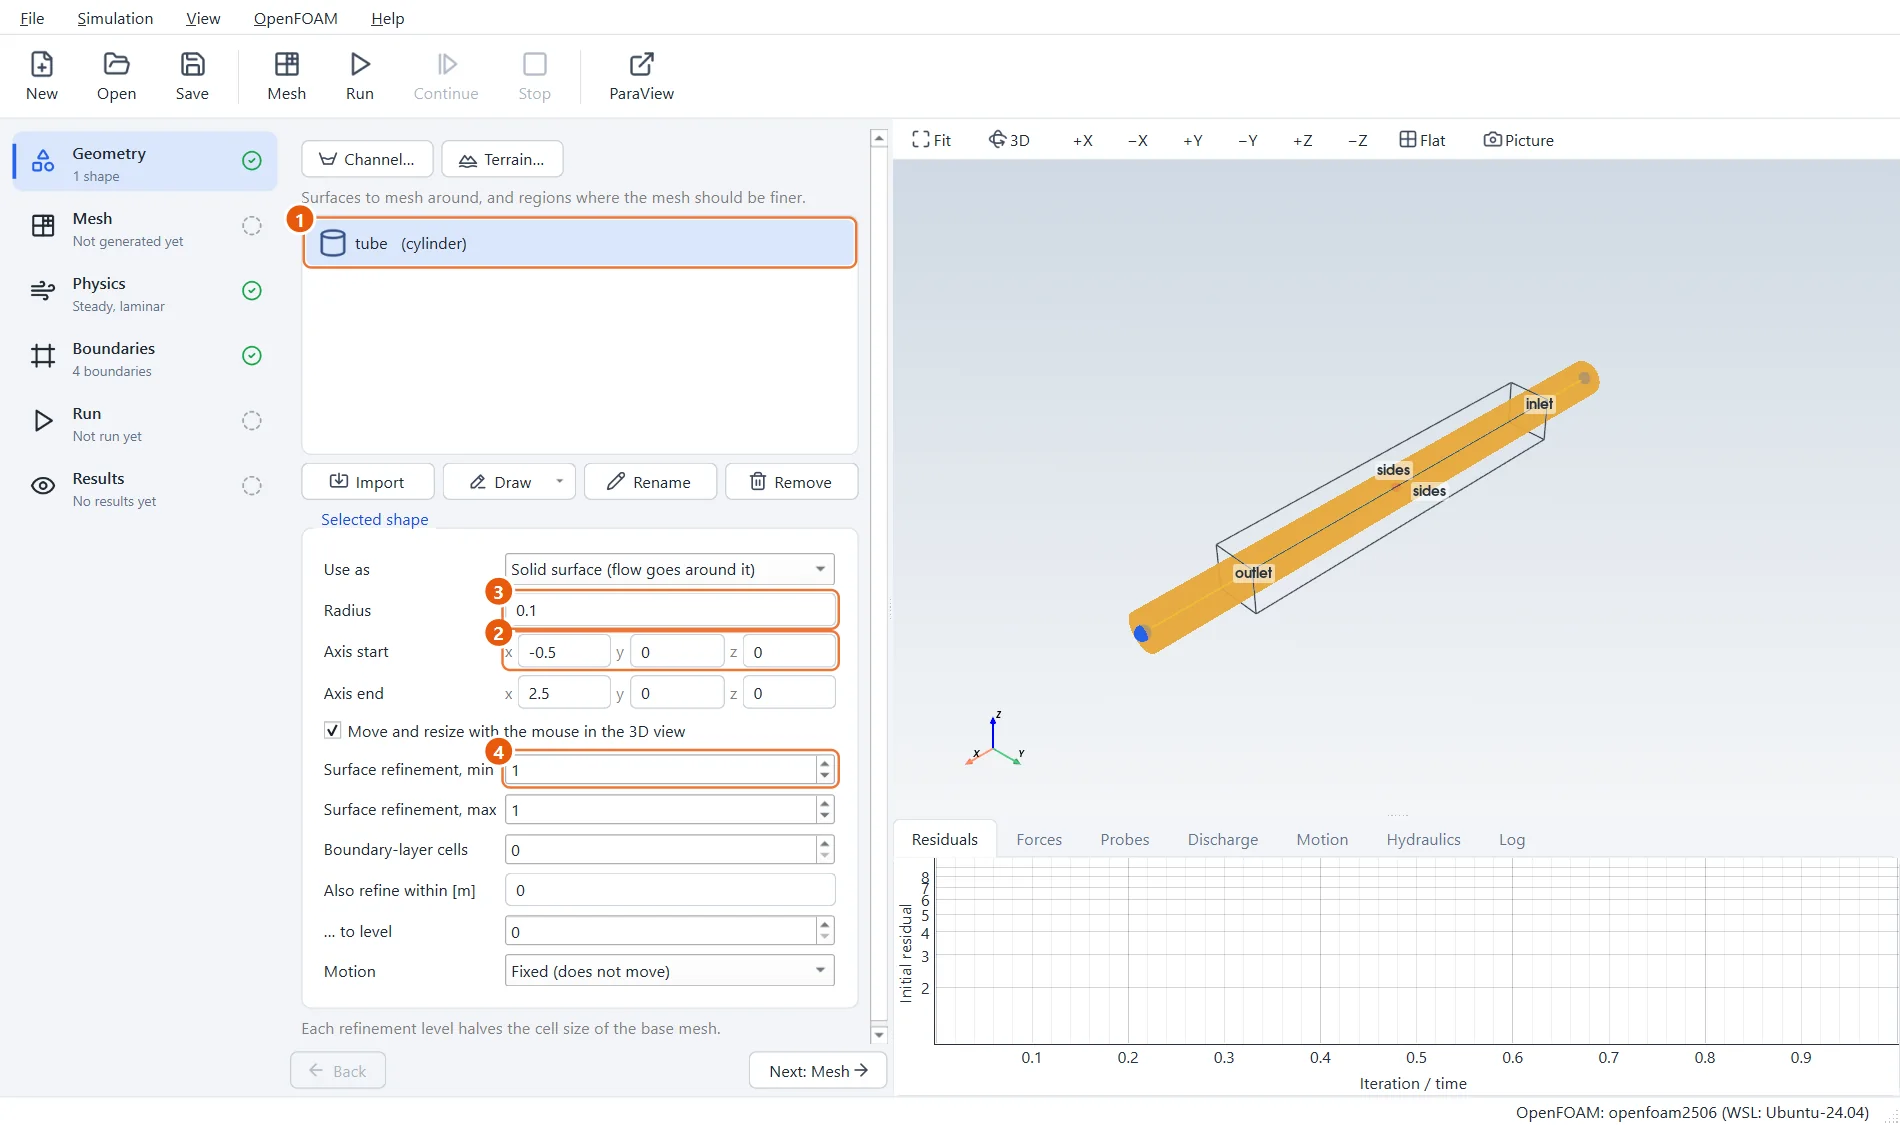 File Simulation View OpenFOAM Help
New Open Save Mesh Run Continue Stop ParaView
Geometry
1 shape
Mesh
Not generated yet
Physics
Steady, laminar
Boundaries
4 boundaries
Run
Not run yet
Results
No results yet
Channel... Terrain...
Surfaces to mesh around, and regions where the mesh should be finer.
1
tube (cylinder)
Import Draw Rename Remove
Selected shape
Use as Solid surface (flow goes around it)
3
Radius 0.1
2
Axis start x -0.5 y 0 z 0
Axis end x 2.5 y 0 z 0
Move and resize with the mouse in the 3D view
4
Surface refinement, min 1
Surface refinement, max 1
Boundary-layer cells 0
Also refine within [m] 0
... to level 0
Motion Fixed (does not move)
Each refinement level halves the cell size of the base mesh.
Back Next: Mesh
Fit 3D +X −X +Y −Y +Z −Z Flat Picture
inlet
sides
sides
outlet
Z
X Y
Residuals Forces Probes Discharge Motion Hydraulics Log
8
7
6
5
4
3
2
Initial residual
0.1 0.2 0.3 0.4 0.5 0.6 0.7 0.8 0.9
Iteration / time
OpenFOAM: openfoam2506 (WSL: Ubuntu-24.04)